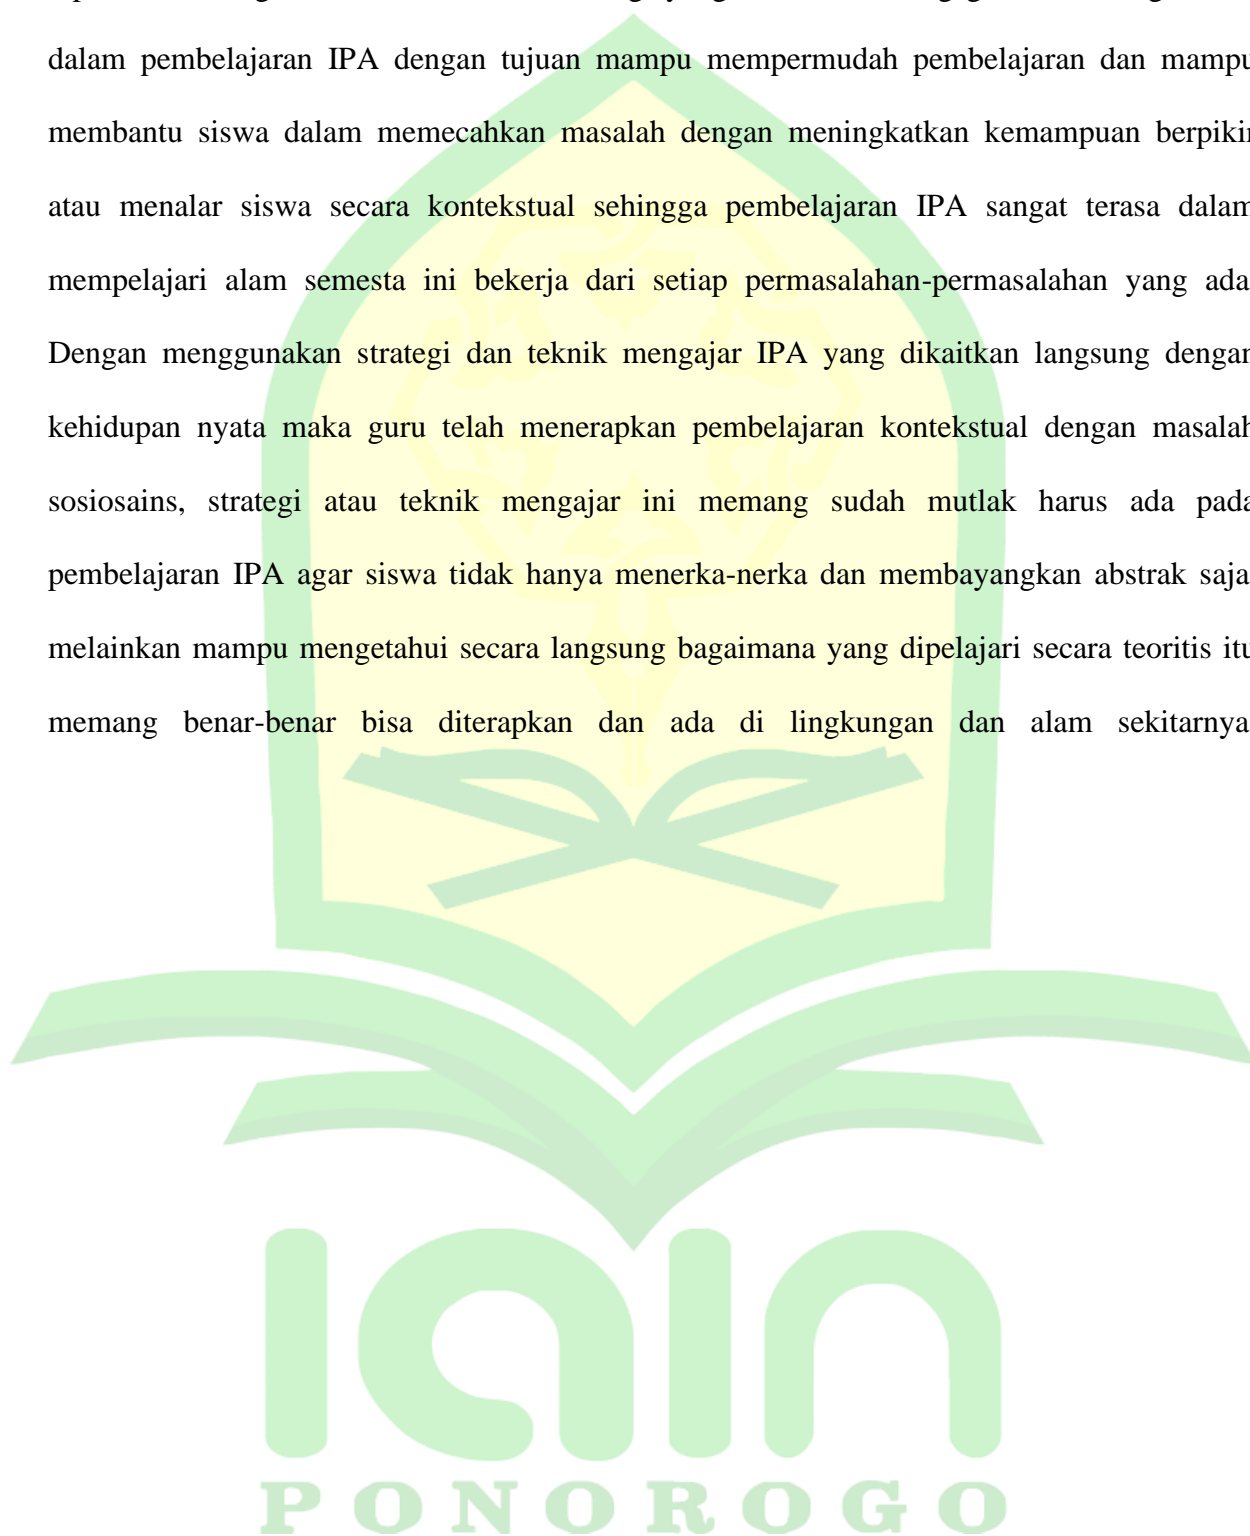 dalam pembelajaran IPA dengan tujuan mampu mempermudah pembelajaran dan mampu
membantu siswa dalam memecahkan masalah dengan meningkatkan kemampuan berpikir
atau menalar siswa secara kontekstual sehingga pembelajaran IPA sangat terasa dalam
mempelajari alam semesta ini bekerja dari setiap permasalahan-permasalahan yang ada.
Dengan menggunakan strategi dan teknik mengajar IPA yang dikaitkan langsung dengan
kehidupan nyata maka guru telah menerapkan pembelajaran kontekstual dengan masalah
sosiosains, strategi atau teknik mengajar ini memang sudah mutlak harus ada pada
pembelajaran IPA agar siswa tidak hanya menerka-nerka dan membayangkan abstrak saja,
melainkan mampu mengetahui secara langsung bagaimana yang dipelajari secara teoritis itu
memang benar-benar bisa diterapkan dan ada di lingkungan dan alam sekitarnya.
iain
PONOROGO